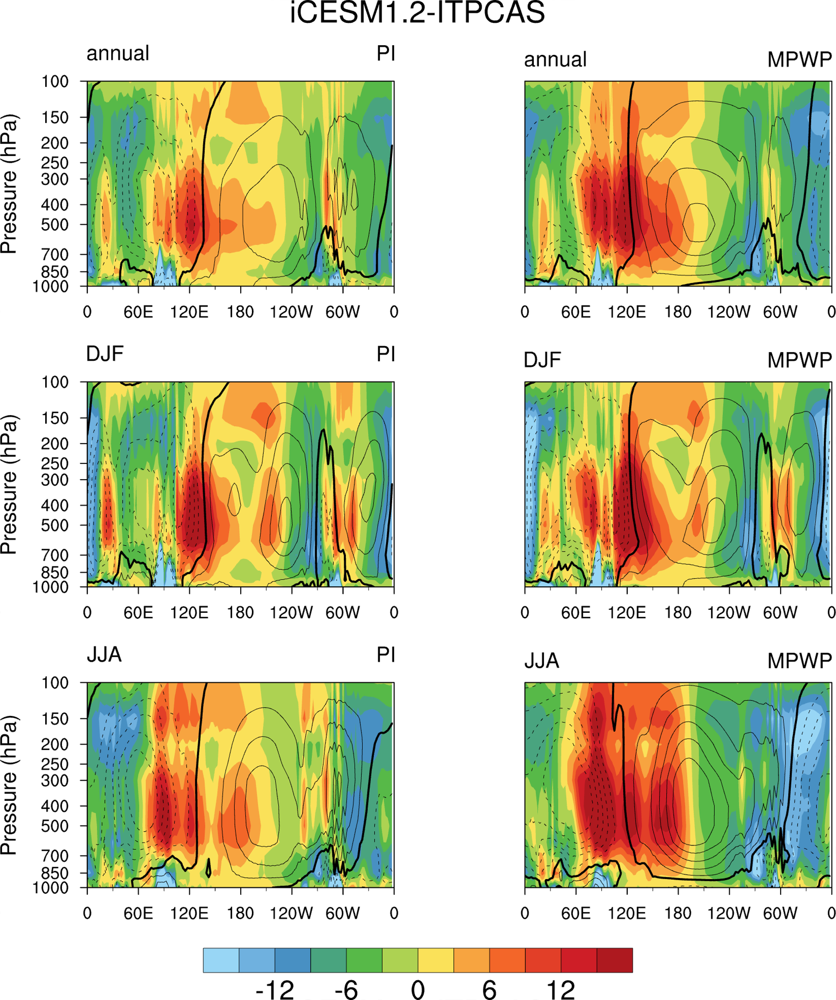 iCESM1.2-ITPCAS
annual PI
annual MPWP
100
150
200
250
300
400
500
700
850
1000
Pressure (hPa)
0 60E 120E 180 120W 60W 0
0 60E 120E 180 120W 60W 0
DJF PI
DJF MPWP
100
150
200
250
300
400
500
700
850
1000
Pressure (hPa)
0 60E 120E 180 120W 60W 0
0 60E 120E 180 120W 60W 0
JJA PI
JJA MPWP
100
150
200
250
300
400
500
700
850
1000
Pressure (hPa)
0 60E 120E 180 120W 60W 0
0 60E 120E 180 120W 60W 0
-12 -6 0 6 12